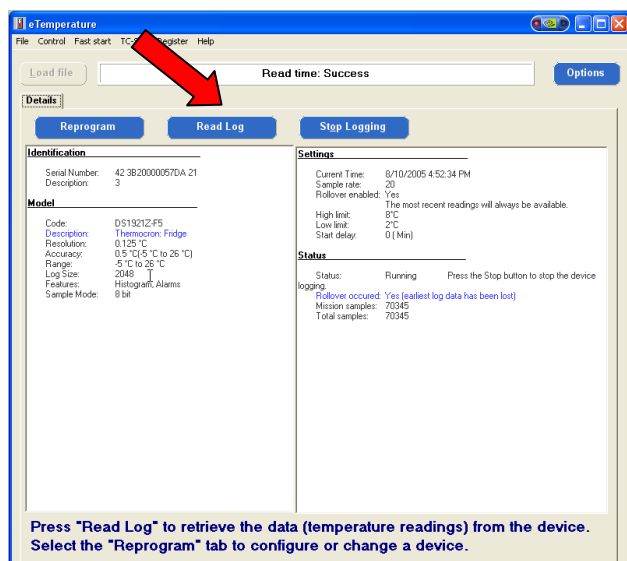 eTemperature
File Control Fast start Register Help
Load file
Read time: Success
Options
Details
Reprogram
Read Log
Stop Logging
Identification
Serial Number: 42 3B20000057DA 21
Description: 3
Model
Code: DS1921Z-F5
Description: Thermocron: Fridge
Resolution: 0.125 °C
Accuracy: 0.5 °C(-5 °C to 26 °C)
Range: -5 °C to 26 °C
Log Size: 2048
Features: Histogram, Alarms
Sample Mode: 8 bit
Settings
Current Time: 8/10/2005 4:52:34 PM
Sample rate: 20
Rollover enabled: Yes
The most recent readings will always be available.
High limit: 8°C
Low limit: 2°C
Start delay: 0 ( Min)
Status
Status: Running Press the Stop button to stop the device
logging.
Rollover occured: Yes (earliest log data has been lost)
Mission samples: 70345
Total samples: 70345
Press "Read Log" to retrieve the data (temperature readings) from the device.
Select the "Reprogram" tab to configure or change a device.